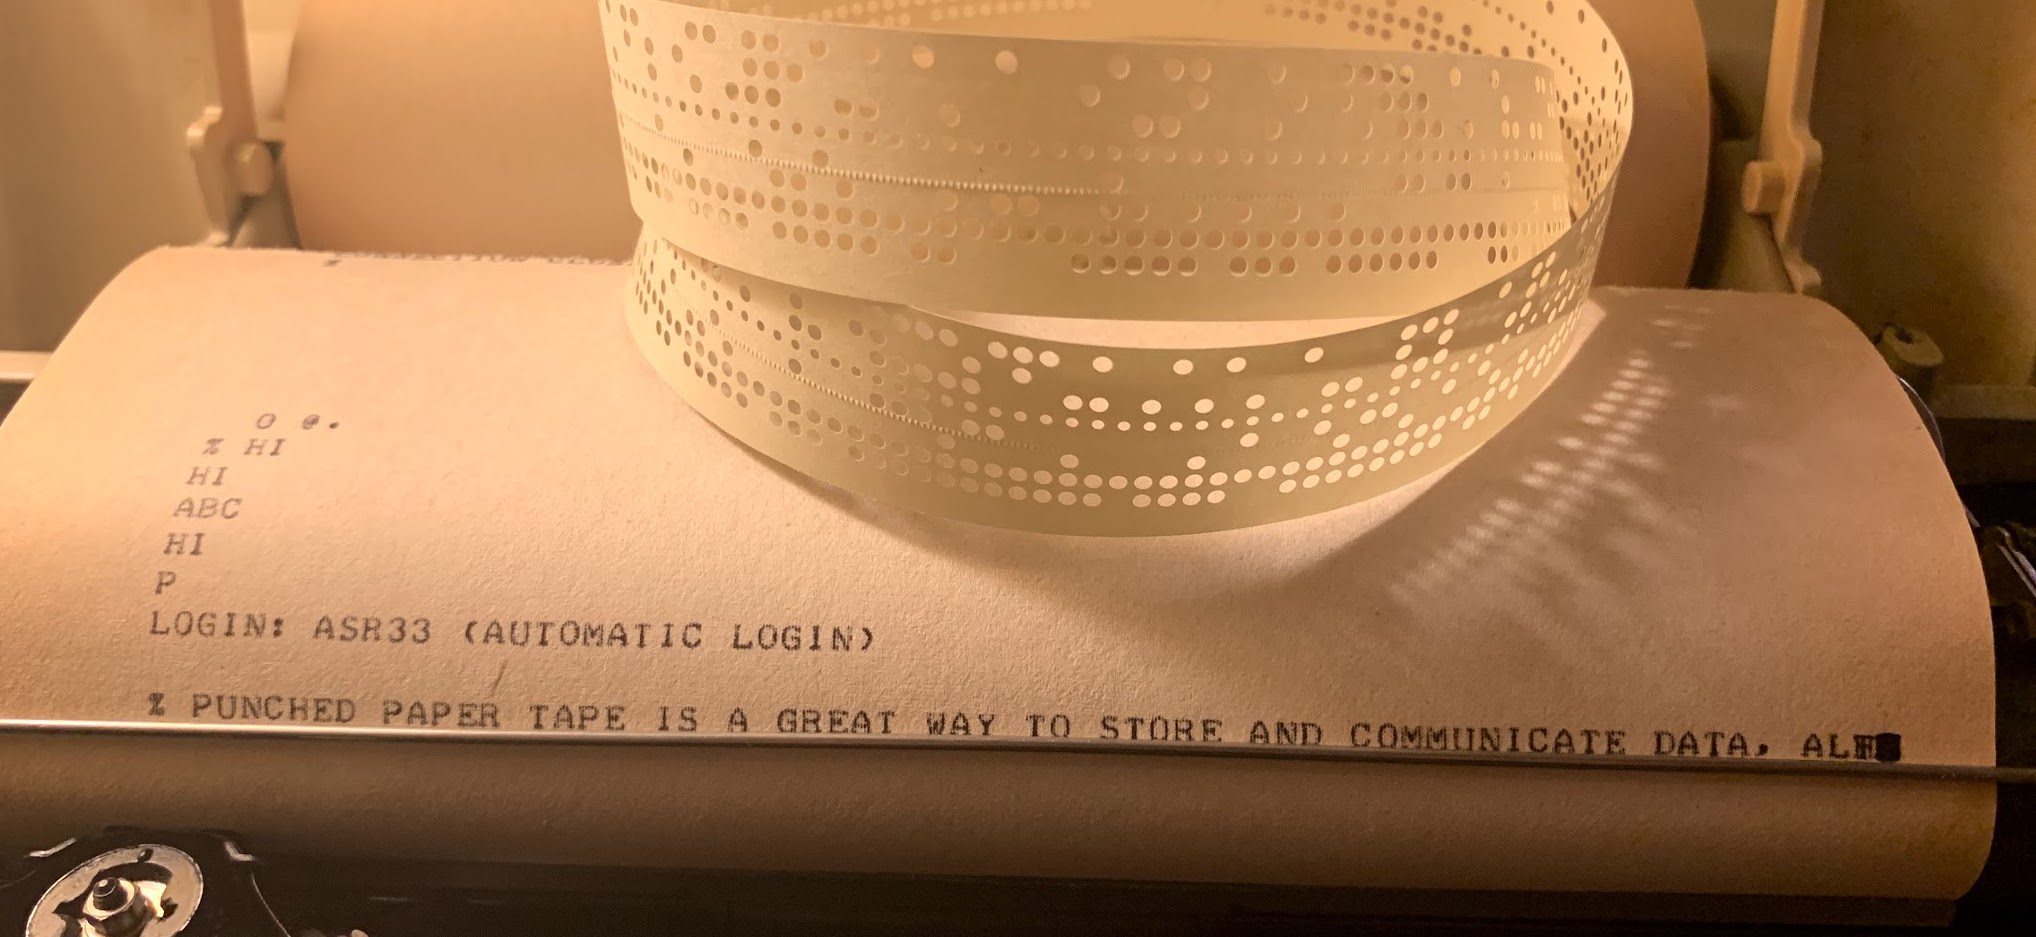 O @.
% HI
HI
ABC
HI
P
LOGIN: ASR33 (AUTOMATIC LOGIN)
% PUNCHED PAPER TAPE IS A GREAT WAY TO STORE AND COMMUNICATE DATA,